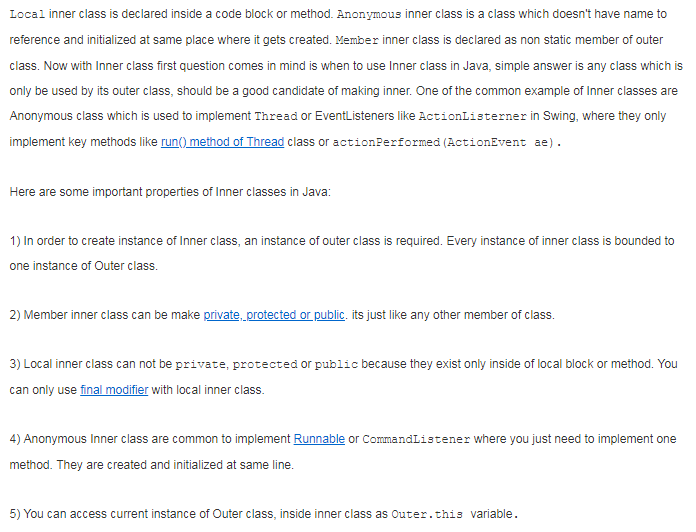 Local inner class is declared inside a code block or method. Anonymous inner class is a class which doesn't have name to
reference and initialized at same place where it gets created. Member inner class is declared as non static member of outer
class. Now with Inner class first question comes in mind is when to use Inner class in Java, simple answer is any class which is
only be used by its outer class, should be a good candidate of making inner. One of the common example of Inner classes are
Anonymous class which is used to implement Thread or EventListeners like ActionListerner in Swing, where they only
implement key methods like run() method of Thread class or actionPerformed(ActionEvent ae).
Here are some important properties of Inner classes in Java:
1) In order to create instance of Inner class, an instance of outer class is required. Every instance of inner class is bounded to
one instance of Outer class.
2) Member inner class can be make private, protected or public. its just like any other member of class.
3) Local inner class can not be private, protected or public because they exist only inside of local block or method. You
can only use final modifier with local inner class.
4) Anonymous Inner class are common to implement Runnable or CommandListener where you just need to implement one
method. They are created and initialized at same line.
5) You can access current instance of Outer class, inside inner class as Outer.this variable.